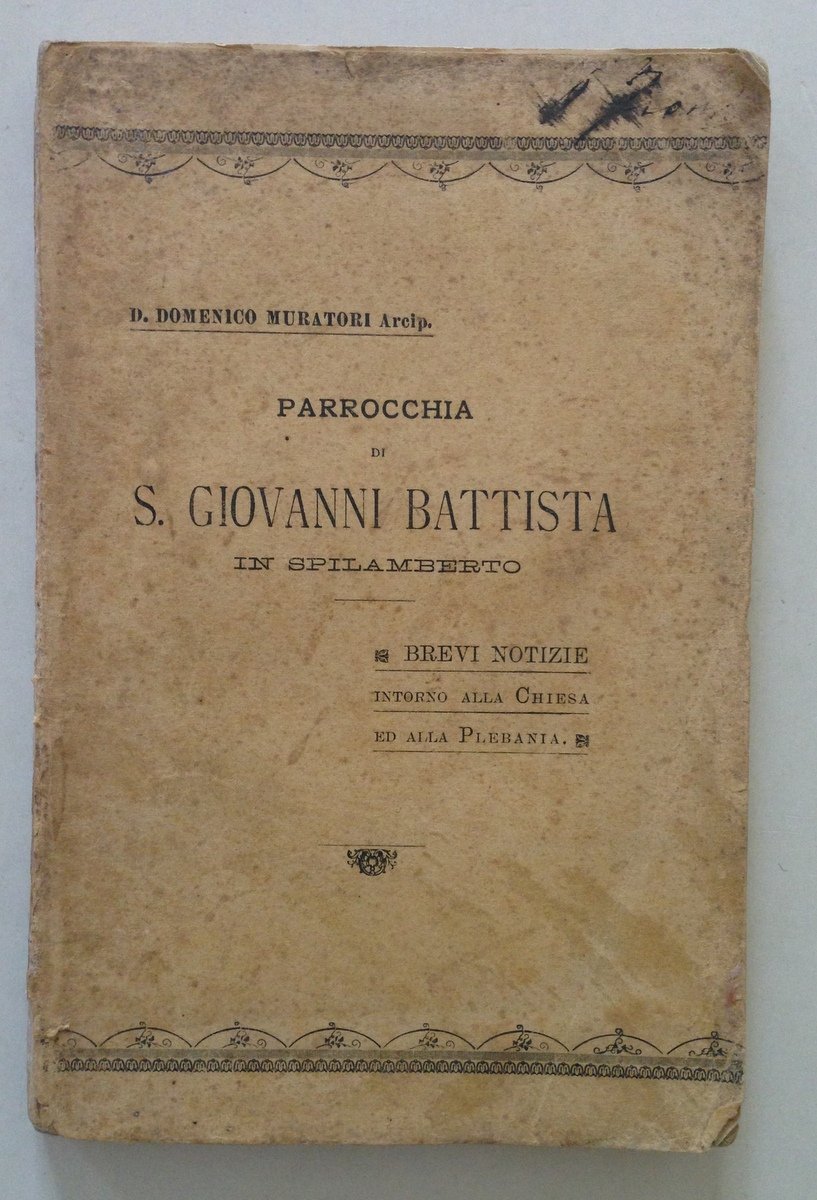 D. DOMENICO MURATORI Arcip.
PARROCCHIA
DI
S. GIOVANNI BATTISTA
IN SPILAMBERTO
BREVI NOTIZIE
INTORNO ALLA CHIESA
ED ALLA PLEBANIA.